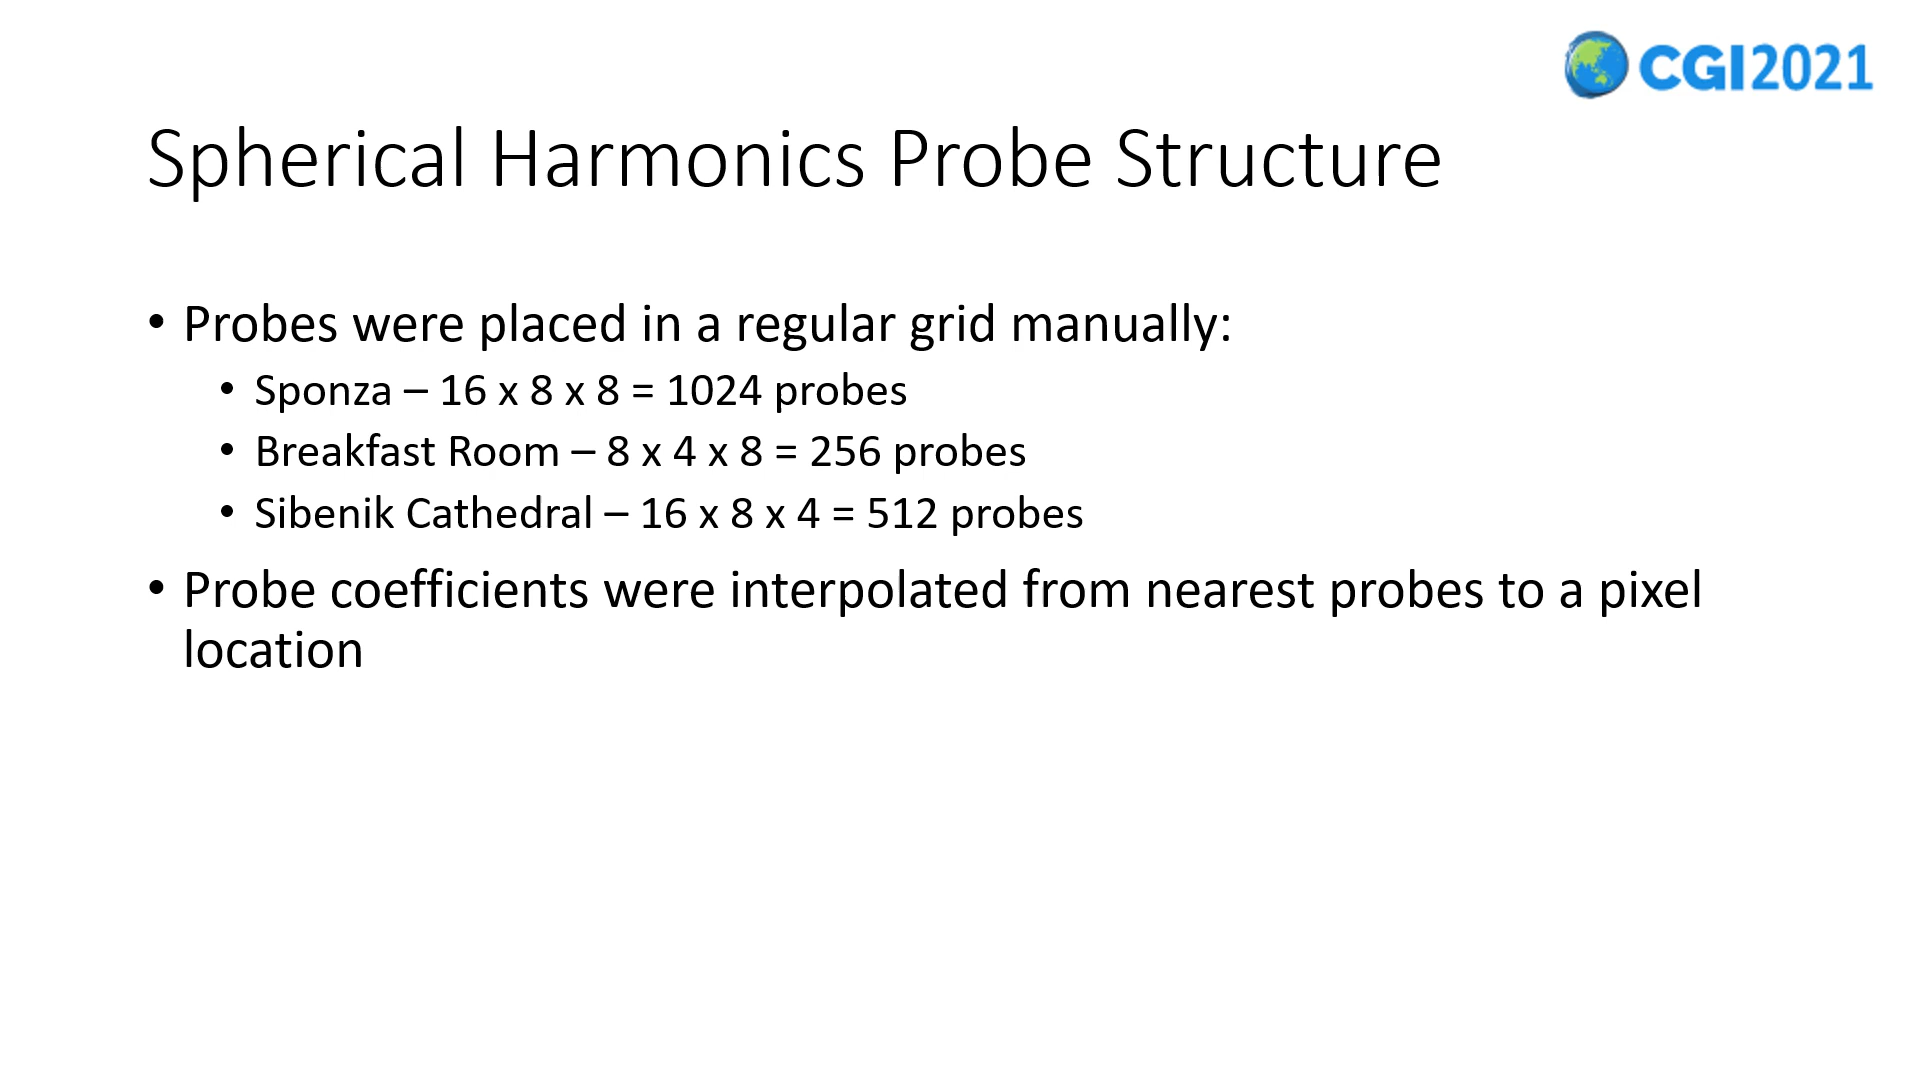 CGI2021
Spherical Harmonics Probe Structure
• Probes were placed in a regular grid manually:
• Sponza – 16 x 8 x 8 = 1024 probes
• Breakfast Room – 8 x 4 x 8 = 256 probes
• Sibenik Cathedral – 16 x 8 x 4 = 512 probes
• Probe coefficients were interpolated from nearest probes to a pixel
location